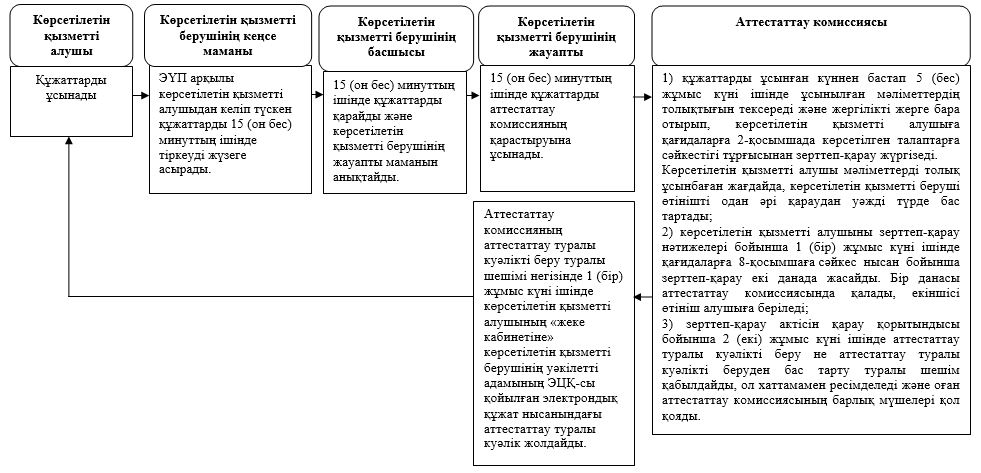 Көрсетілетін
қызметті
алушы
Құжаттарды
ұсынады
Көрсетілетін қызметті
берушінің кеңсе
маманы
ЭҮП арқылы
көрсетілетін қызметті
алушыдан келіп түскен
құжаттарды 15 (он бес)
минуттың ішінде
тіркеуді жүзеге
асырады.
Көрсетілетін
қызметті берушінің
басшысы
15 (он бес) минуттың
ішінде құжаттарды
қарайды және
көрсетілетін
қызметті берушінің
жауапты маманын
анықтайды.
Көрсетілетін
қызметті берушінің
жауапты
15 (он бес) минуттың
ішінде құжаттарды
аттестаттау
комиссияның
қарастыруына
ұсынады.
Аттестаттау комиссиясы
1) құжаттарды ұсынған күннен бастап 5 (бес)
жұмыс күні ішінде ұсынылған мәліметтердің
толықтығын тексереді және жергілікті жерге бара
отырып, көрсетілетін қызметті алушыға
қағидаларға 2-қосымшада көрсетілген талаптарға
сәйкестігі тұрғысынан зерттеп-қарау жүргізеді.
Көрсетілетін қызметті алушы мәліметтерді толық
ұсынбаған жағдайда, көрсетілетін қызметті беруші
өтінішті одан әрі қараудан уәжді түрде бас
тартады;
2) көрсетілетін қызметті алушыны зерттеп-қарау
нәтижелері бойынша 1 (бір) жұмыс күні ішінде
қағидаларға 8-қосымшаға сәйкес нысан бойынша
зерттеп-қарау екі данада жасайды. Бір данасы
аттестаттау комиссиясында қалады, екіншісі
өтініш алушыға беріледі;
3) зерттеп-қарау актісін қарау қорытындысы
бойынша 2 (екі) жұмыс күні ішінде аттестаттау
туралы куәлікті беру не аттестаттау туралы
куәлікті беруден бас тарту туралы шешім
қабылдайды, ол хаттамамен ресімделеді және оған
аттестаттау комиссиясының барлық мүшелері қол
қояды.
Аттестаттау
комиссияның
аттестаттау туралы
куәлікті беру туралы
шешімі негізінде 1 (бір)
жұмыс күні ішінде
көрсетілетін қызметті
алушының «жеке
кабинетіне»
көрсетілетін қызметті
берушінің уәкілетті
адамының ЭЦҚ-сы
қойылған электрондық
құжат нысанындағы
аттестаттау туралы
куәлік жолдайды.